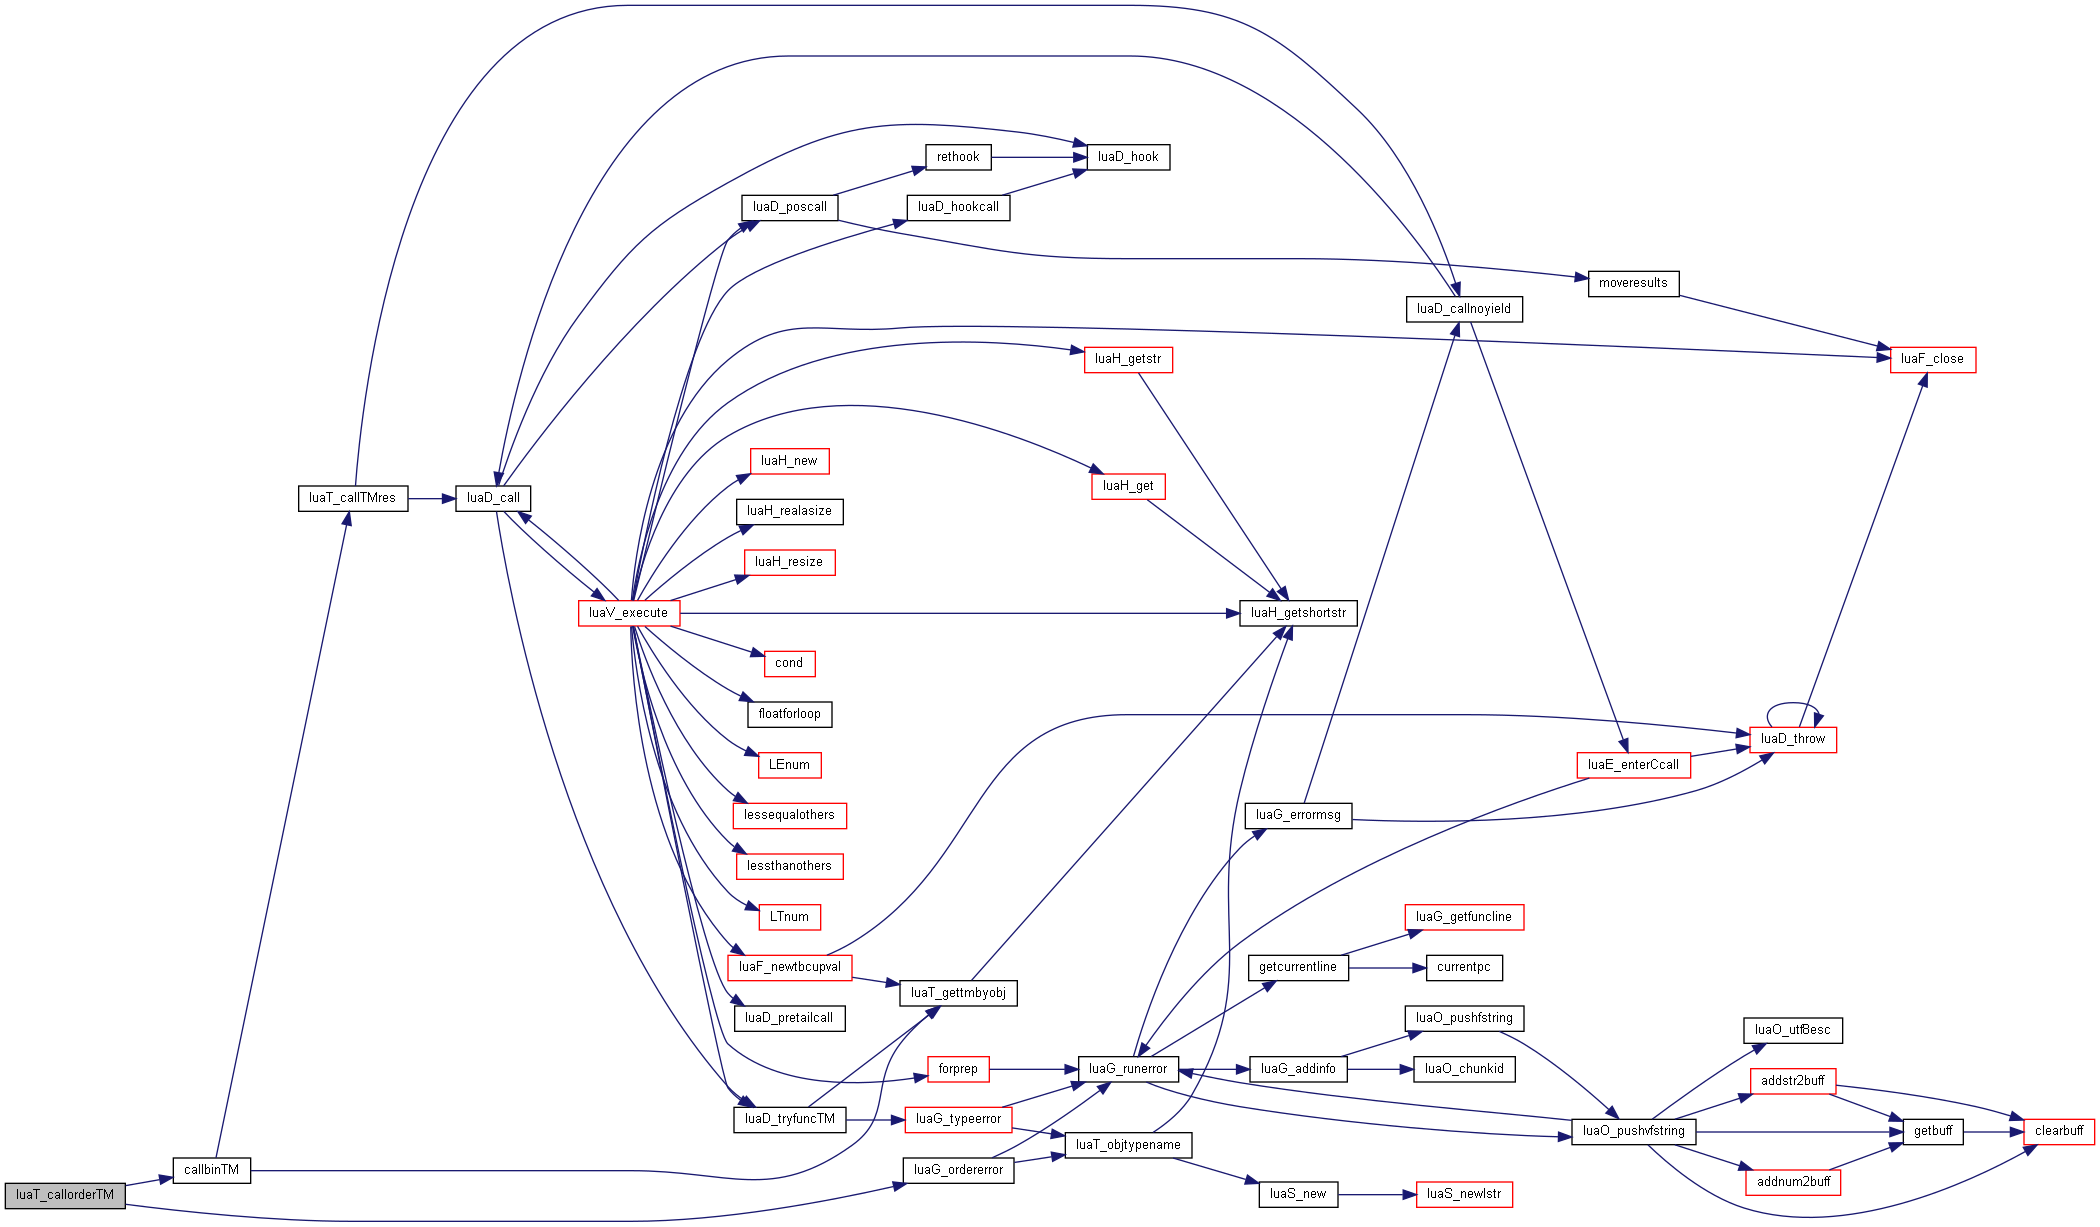 rethook
luaD_hook
luaD_poscall
luaD_hookcall
moveresults
luaD_callnoyield
luaH_getstr
luaF_close
luaH_new
luaH_get
luaT_callTMres
luaD_call
luaH_realasize
luaH_resize
luaV_execute
luaH_getshortstr
cond
floatforloop
luaD_throw
LEnum
luaE_enterCcall
lessequalothers
luaG_errormsg
lessthanothers
LTnum
luaG_getfuncline
luaF_newtbcupval
getcurrentline
currentpc
luaT_gettmbyobj
luaD_pretailcall
luaO_pushfstring
luaO_utf8esc
forprep
luaG_runerror
luaG_addinfo
luaO_chunkid
addstr2buff
luaD_tryfuncTM
luaG_typeerror
luaO_pushvfstring
getbuff
clearbuff
luaT_objtypename
callbinTM
luaG_ordererror
addnum2buff
luaT_callorderTM
luaS_new
luaS_newlstr